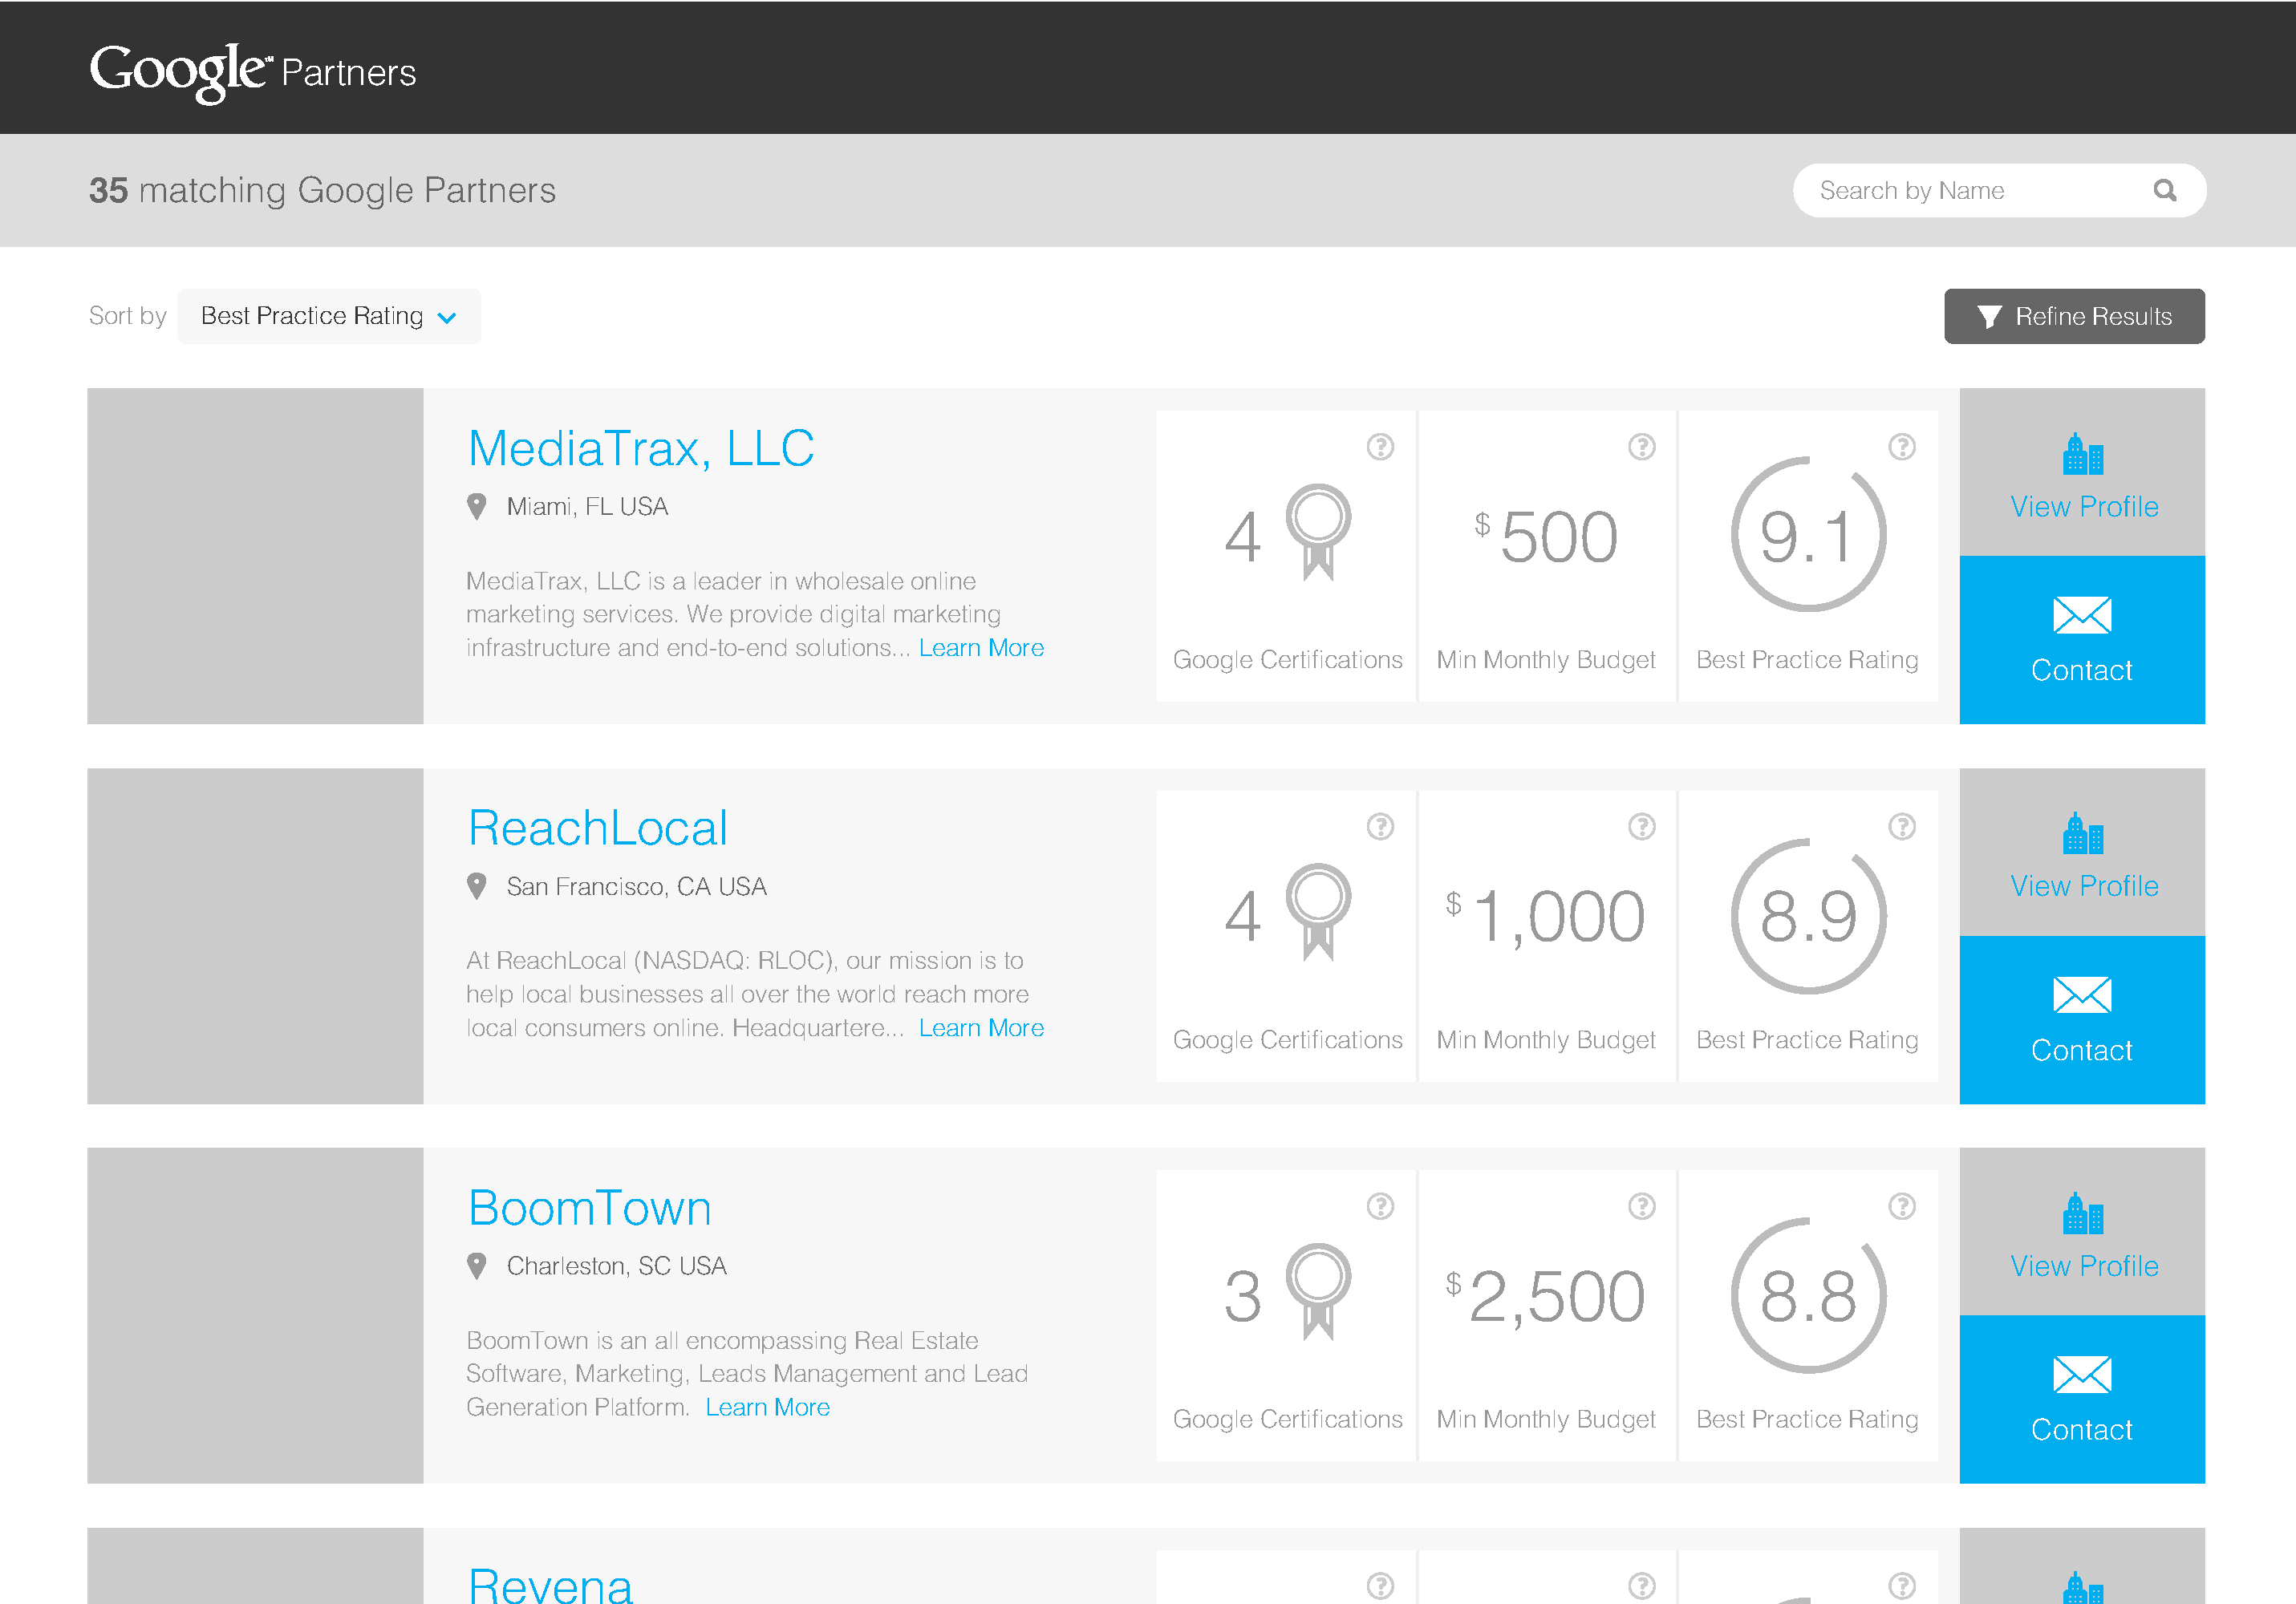 Google™ Partners
35 matching Google Partners
Search by Name
Sort by Best Practice Rating
Refine Results
MediaTrax, LLC
Miami, FL USA
MediaTrax, LLC is a leader in wholesale online
marketing services. We provide digital marketing
infrastructure and end-to-end solutions... Learn More
?
4
Google Certifications
?
$ 500
Min Monthly Budget
?
9.1
Best Practice Rating
View Profile
Contact
ReachLocal
San Francisco, CA USA
At ReachLocal (NASDAQ: RLOC), our mission is to
help local businesses all over the world reach more
local consumers online. Headquartere... Learn More
?
4
Google Certifications
?
$ 1,000
Min Monthly Budget
?
8.9
Best Practice Rating
View Profile
Contact
BoomTown
Charleston, SC USA
BoomTown is an all encompassing Real Estate
Software, Marketing, Leads Management and Lead
Generation Platform. Learn More
?
3
Google Certifications
?
$ 2,500
Min Monthly Budget
?
8.8
Best Practice Rating
View Profile
Contact
Revena
?
?
?